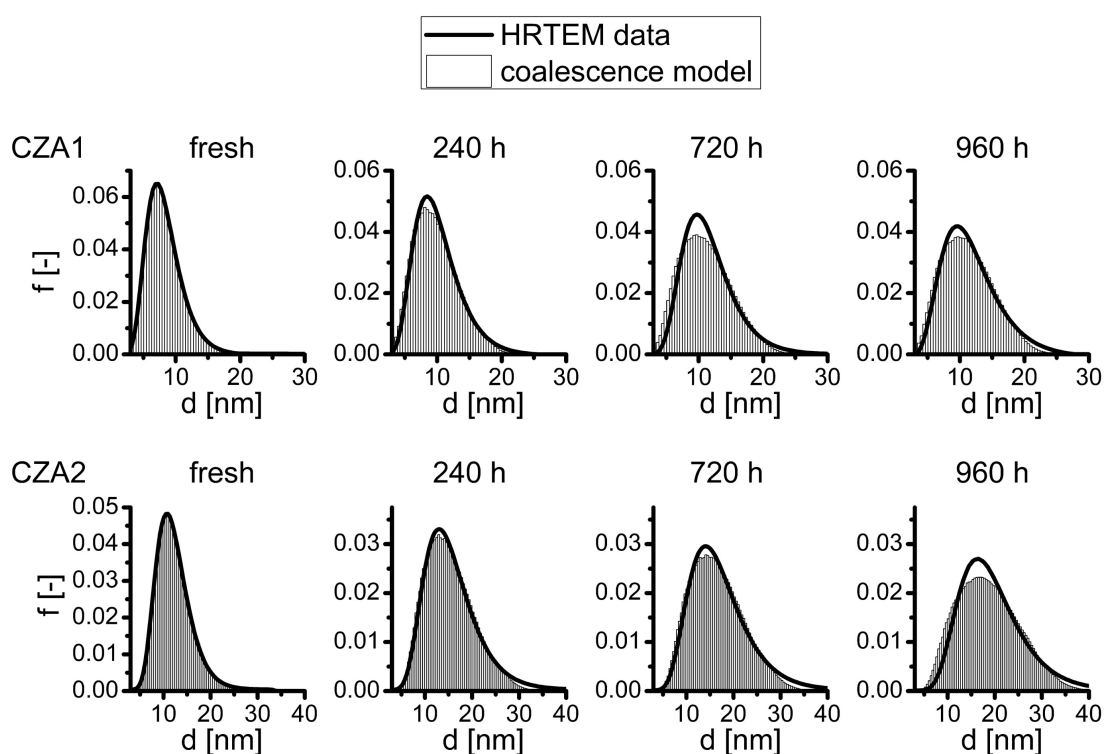 HRTEM data
coalescence model
CZA1 fresh 240 h 720 h 960 h
0.06 0.06 0.06 0.06
0.04 0.04 0.04 0.04
f [-]
0.02 0.02 0.02 0.02
0.00 0.00 0.00 0.00
10 20 30 10 20 30 10 20 30 10 20 30
d [nm] d [nm] d [nm] d [nm]
CZA2 fresh 240 h 720 h 960 h
0.05
0.04
0.03 0.03 0.03 0.03
f [-]
0.02 0.02 0.02 0.02
0.01 0.01 0.01 0.01
0.00 0.00 0.00 0.00
10 20 30 40 10 20 30 40 10 20 30 40 10 20 30 40
d [nm] d [nm] d [nm] d [nm]